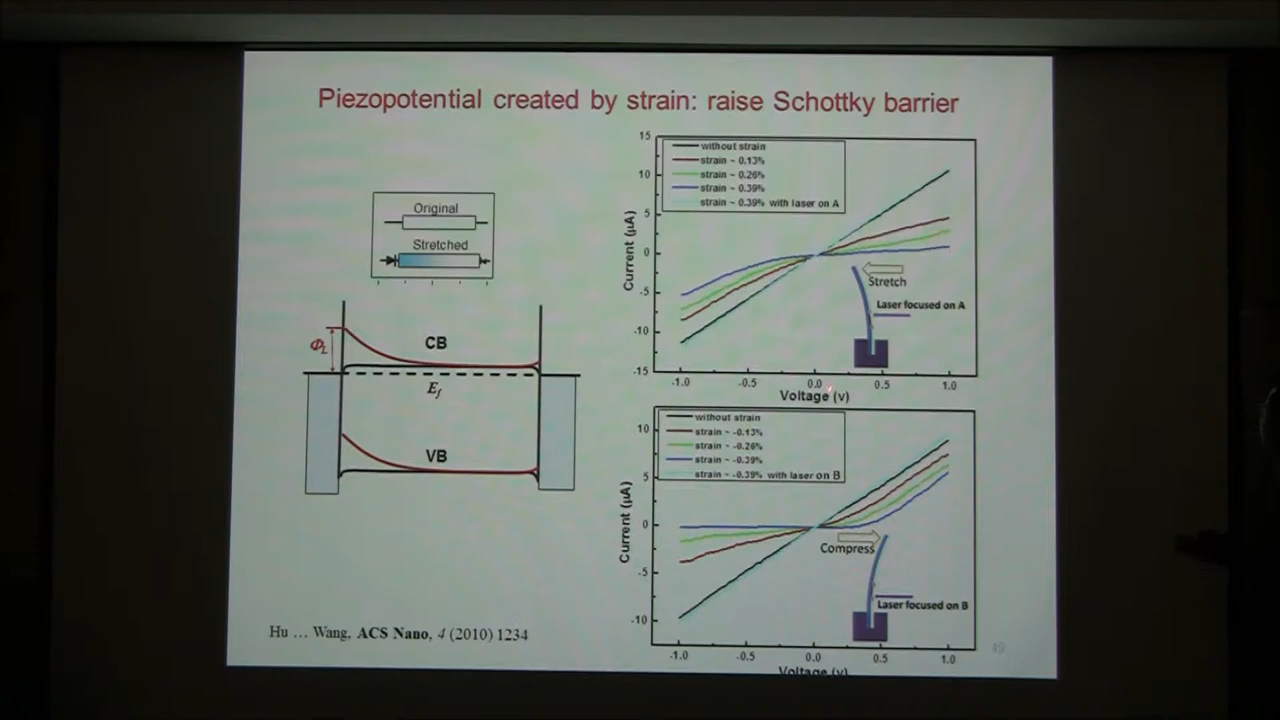 Piezopotential created by strain: raise Schottky barrier
Original
Stretched
Φ_L
CB
E_f
VB
Hu … Wang, ACS Nano, 4 (2010) 1234
15
10
5
0
-5
-10
-15
without strain
strain ~ 0.13%
strain ~ 0.26%
strain ~ 0.39%
strain ~ 0.39% with laser on A
Current (μA)
Stretch
Laser focused on A
-1.0 -0.5 0.0 0.5 1.0
Voltage (v)
10
5
0
-5
-10
without strain
strain ~ -0.13%
strain ~ -0.26%
strain ~ -0.39%
strain ~ -0.39% with laser on B
Current (μA)
Compress
Laser focused on B
-1.0 -0.5 0.0 0.5 1.0
Voltage (v)
49